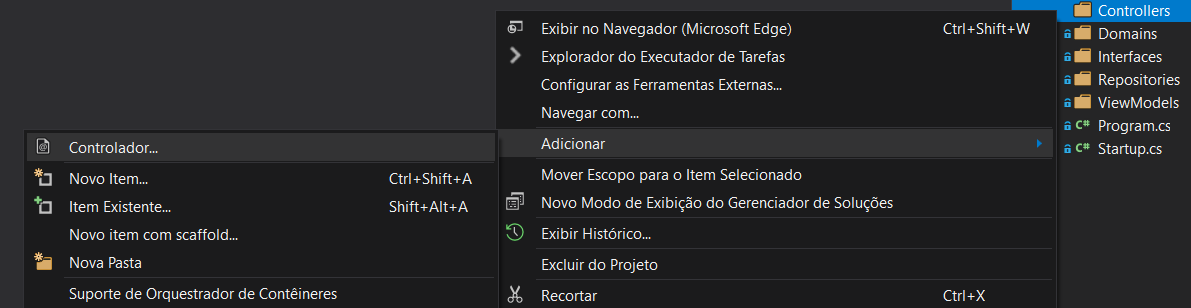 Controllers
Exibir no Navegador (Microsoft Edge) Ctrl+Shift+W
Domains
Explorador do Executador de Tarefas
Interfaces
Configurar as Ferramentas Externas...
Repositories
Navegar com...
ViewModels
C# Program.cs
Controlador...
Adicionar
C# Startup.cs
Novo Item... Ctrl+Shift+A
Mover Escopo para o Item Selecionado
Item Existente... Shift+Alt+A
Novo Modo de Exibição do Gerenciador de Soluções
Novo item com scaffold...
Exibir Histórico...
Nova Pasta
Excluir do Projeto
Suporte de Orquestrador de Contêineres
Recortar Ctrl+X